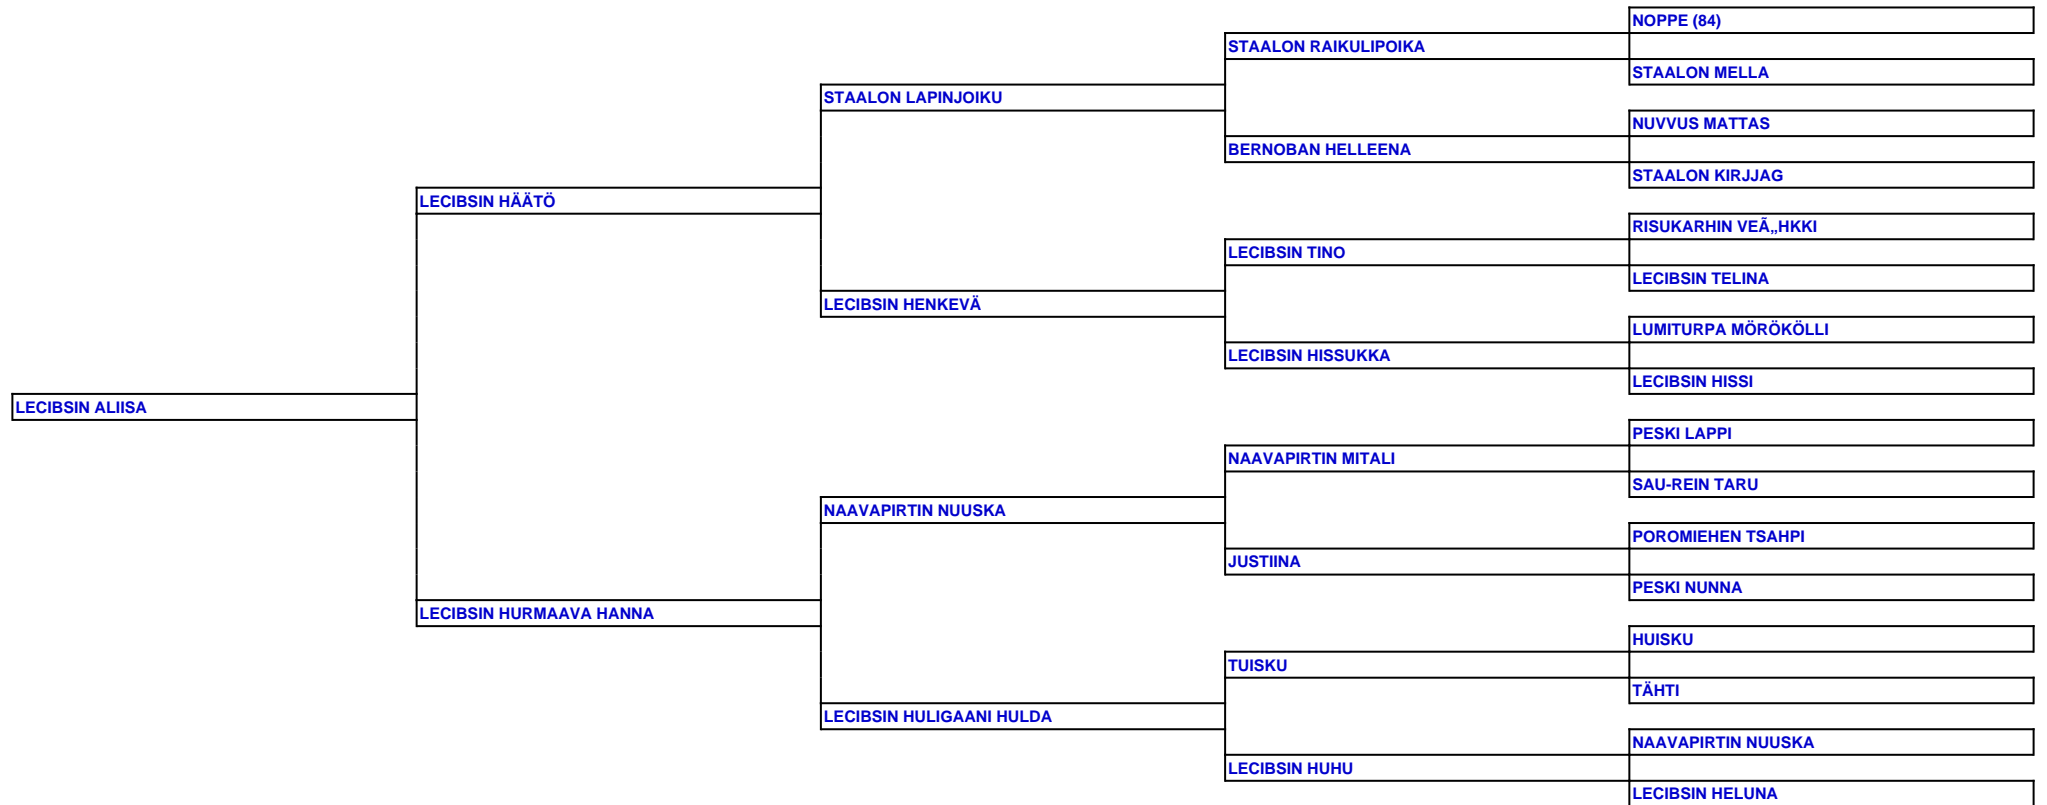 NOPPE (84)
STAALON RAIKULIPOIKA
STAALON MELLA
STAALON LAPINJOIKU
NUVVUS MATTAS
BERNOBAN HELLEENA
STAALON KIRJJAG
LECIBSIN HÄÄTÖ
RISUKARHIN VEÃ„HKKI
LECIBSIN TINO
LECIBSIN TELINA
LECIBSIN HENKEVÄ
LUMITURPA MÖRÖKÖLLI
LECIBSIN HISSUKKA
LECIBSIN HISSI
LECIBSIN ALIISA
PESKI LAPPI
NAAVAPIRTIN MITALI
SAU-REIN TARU
NAAVAPIRTIN NUUSKA
POROMIEHEN TSAHPI
JUSTIINA
PESKI NUNNA
LECIBSIN HURMAAVA HANNA
HUISKU
TUISKU
TÄHTI
LECIBSIN HULIGAANI HULDA
NAAVAPIRTIN NUUSKA
LECIBSIN HUHU
LECIBSIN HELUNA